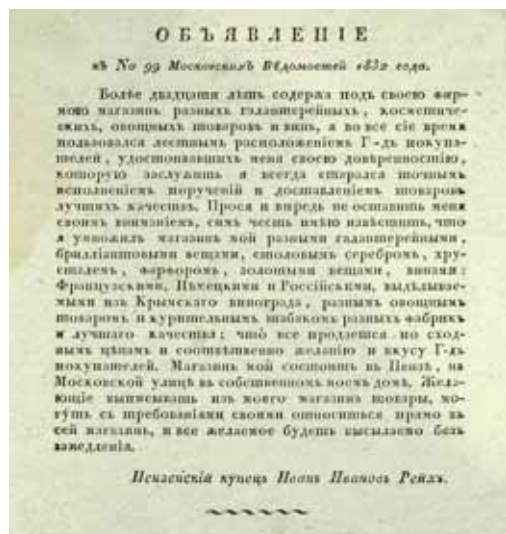 ОБЪЯВЛЕНІЕ
къ No 99 Московскихъ Вѣдомостей 1832 года.
Болѣе двадцати лѣтъ содержа подъ своею фир-
мою магазинъ разныхъ галантерейныхъ, косметиче-
скихъ, овощныхъ товаровъ и винъ, я во все сіе время
пользовался лестнымъ расположеніемъ Г-дъ покупа-
телей, удостоивавшихъ меня своею довѣренностію,
которую заслужить я всегда старался точнымъ
исполненіемъ порученій и доставленіемъ товаровъ
лучшихъ качествъ. Прося и впредь не оставить меня
своимъ вниманіемъ, симъ честь имѣю извѣстить, что
я умножилъ магазинъ мой разными галантерейными,
брилліантовыми вещами, столовымъ серебромъ, хру-
сталемъ, фарфоромъ, золотыми вещами, винами:
Французскими, Нѣмецкими и Россійскими, выдѣлывае-
мыми изъ Крымскаго винограда, разнымъ овощнымъ
товаромъ и курительнымъ табакомъ разныхъ фабрикъ
и лучшаго качества; что все продается по сход-
нымъ цѣнамъ и соотвѣтственно желанію и вкусу Г-дъ
покупателей. Магазинъ мой состоитъ въ Пензѣ, на
Московской улицѣ въ собственномъ моемъ домѣ. Жела-
ющіе выписывать изъ моего магазина товары, мо-
гутъ съ требованіями своими относиться прямо въ
сей магазинъ, и все желаемое будетъ высылаемо безъ
замедленія.
Пензенскій купецъ Иванъ Ивановъ Рейхъ.